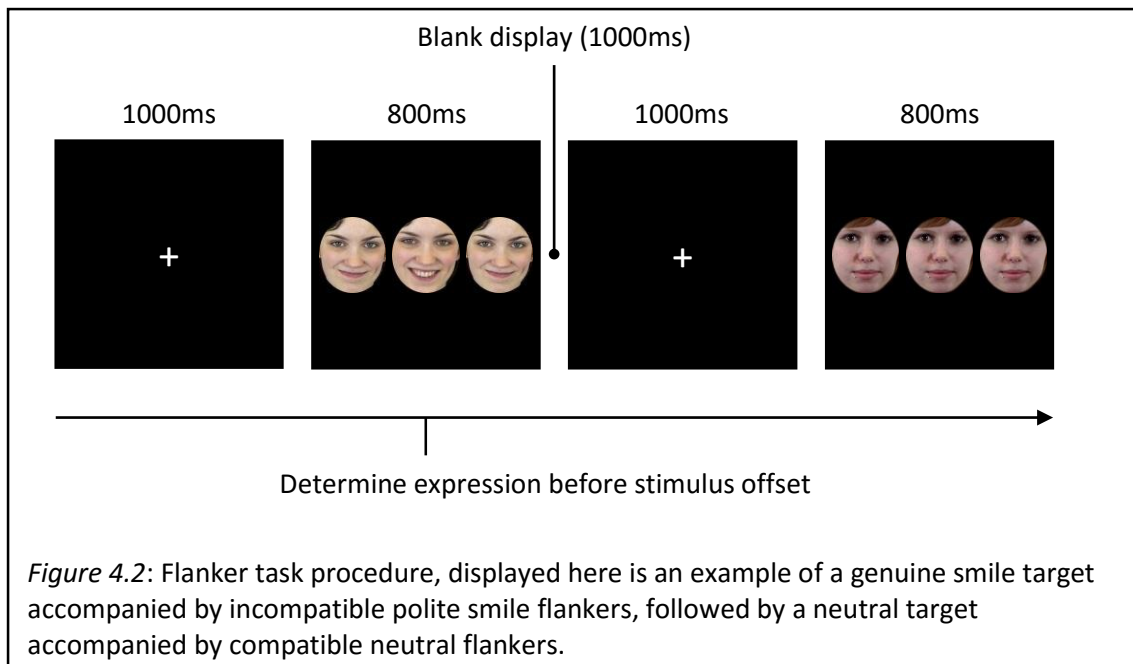 Blank display (1000ms)
1000ms 800ms 1000ms 800ms
Determine expression before stimulus offset
Figure 4.2: Flanker task procedure, displayed here is an example of a genuine smile target
accompanied by incompatible polite smile flankers, followed by a neutral target
accompanied by compatible neutral flankers.